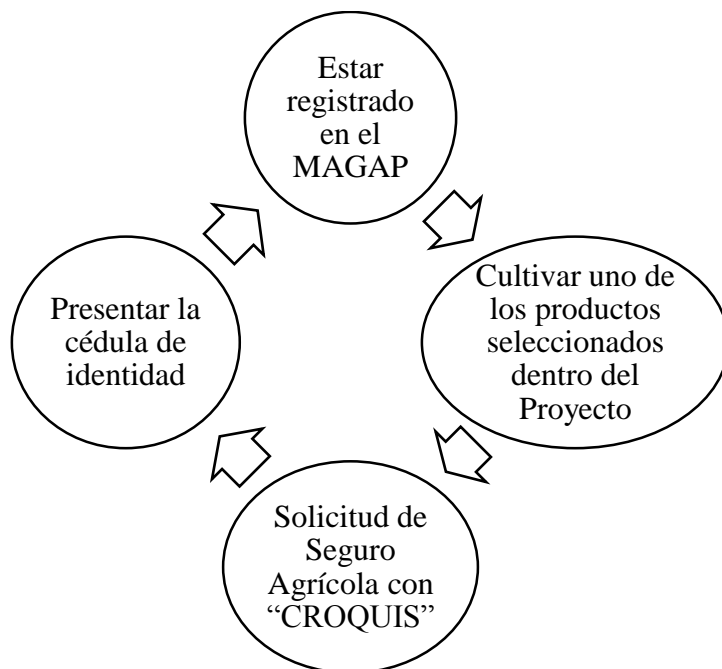 Estar
registrado
en el
MAGAP
Cultivar uno de
los productos
seleccionados
dentro del
Proyecto
Solicitud de
Seguro
Agrícola con
“CROQUIS”
Presentar la
cédula de
identidad